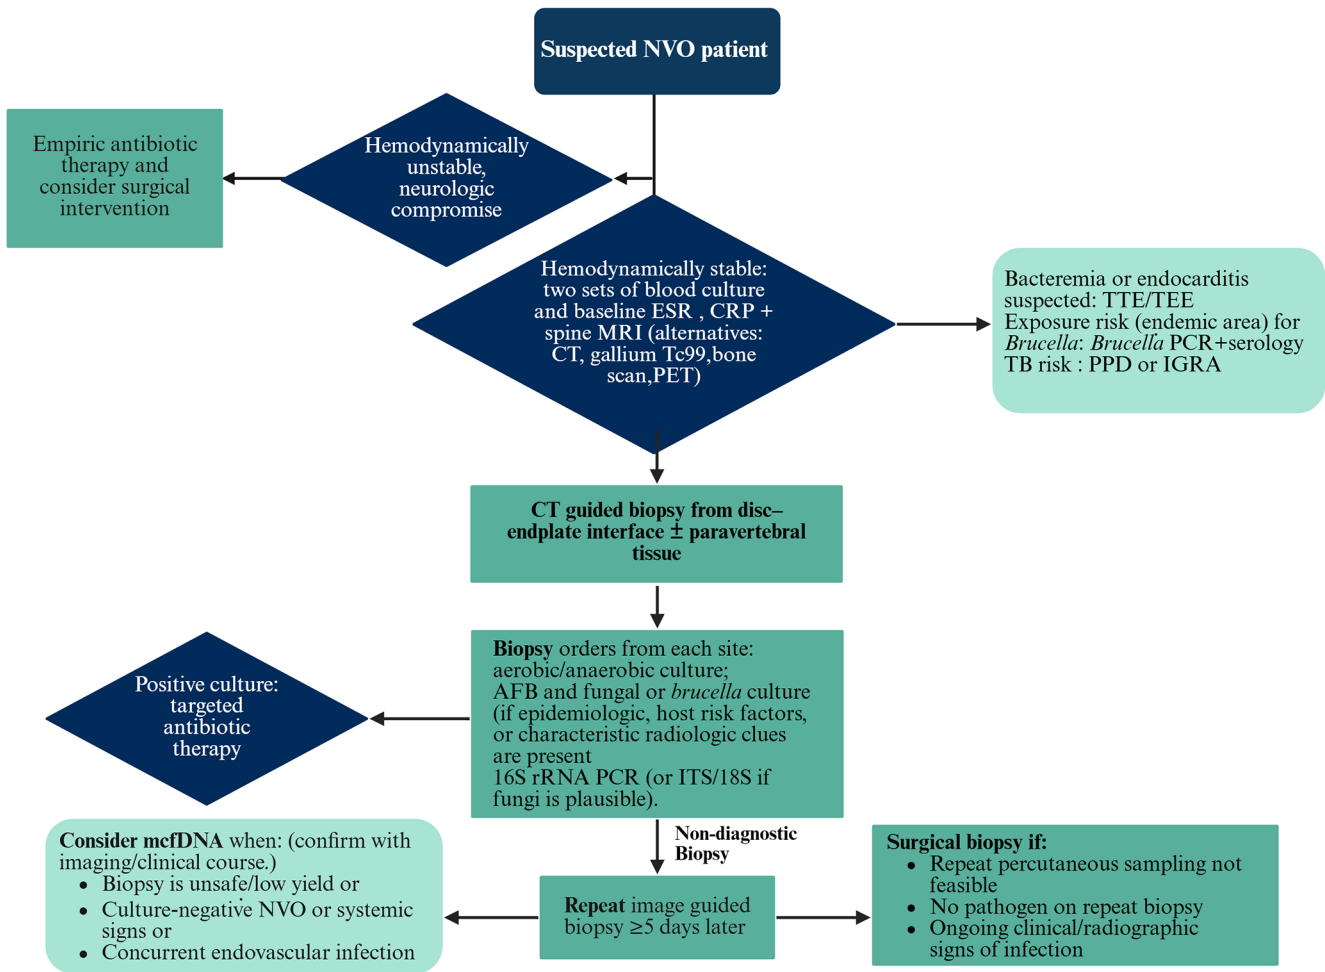 Suspected NVO patient
Hemodynamically
unstable,
neurologic
compromise
Empiric antibiotic
therapy and
consider surgical
intervention
Hemodynamically stable:
two sets of blood culture
and baseline ESR , CRP +
spine MRI (alternatives:
CT, gallium Tc99,bone
scan,PET)
Bacteremia or endocarditis
suspected: TTE/TEE
Exposure risk (endemic area) for
Brucella: Brucella PCR+serology
TB risk : PPD or IGRA
CT guided biopsy from disc–
endplate interface ± paravertebral
tissue
Biopsy orders from each site:
aerobic/anaerobic culture;
AFB and fungal or brucella culture
(if epidemiologic, host risk factors,
or characteristic radiologic clues
are present
16S rRNA PCR (or ITS/18S if
fungi is plausible).
Positive culture:
targeted
antibiotic
therapy
Non-diagnostic
Biopsy
Repeat image guided
biopsy ≥5 days later
Consider mcfDNA when: (confirm with
imaging/clinical course.)
• Biopsy is unsafe/low yield or
• Culture-negative NVO or systemic
signs or
• Concurrent endovascular infection
Surgical biopsy if:
• Repeat percutaneous sampling not
feasible
• No pathogen on repeat biopsy
• Ongoing clinical/radiographic
signs of infection